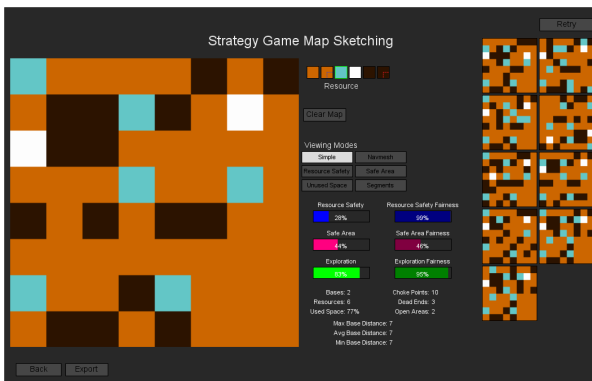 Retry
Strategy Game Map Sketching
Resource
Clear Map
Viewing Modes
Simple Navmesh
Resource Safety Safe Area
Unused Space Segments
Resource Safety Resource Safety Fairness
28% 99%
Safe Area Safe Area Fairness
44% 46%
Exploration Exploration Fairness
83% 95%
Bases: 2 Choke Points: 10
Resources: 6 Dead Ends: 3
Used Space: 77% Open Areas: 2
Max Base Distance: 7
Avg Base Distance: 7
Min Base Distance: 7
Back Export